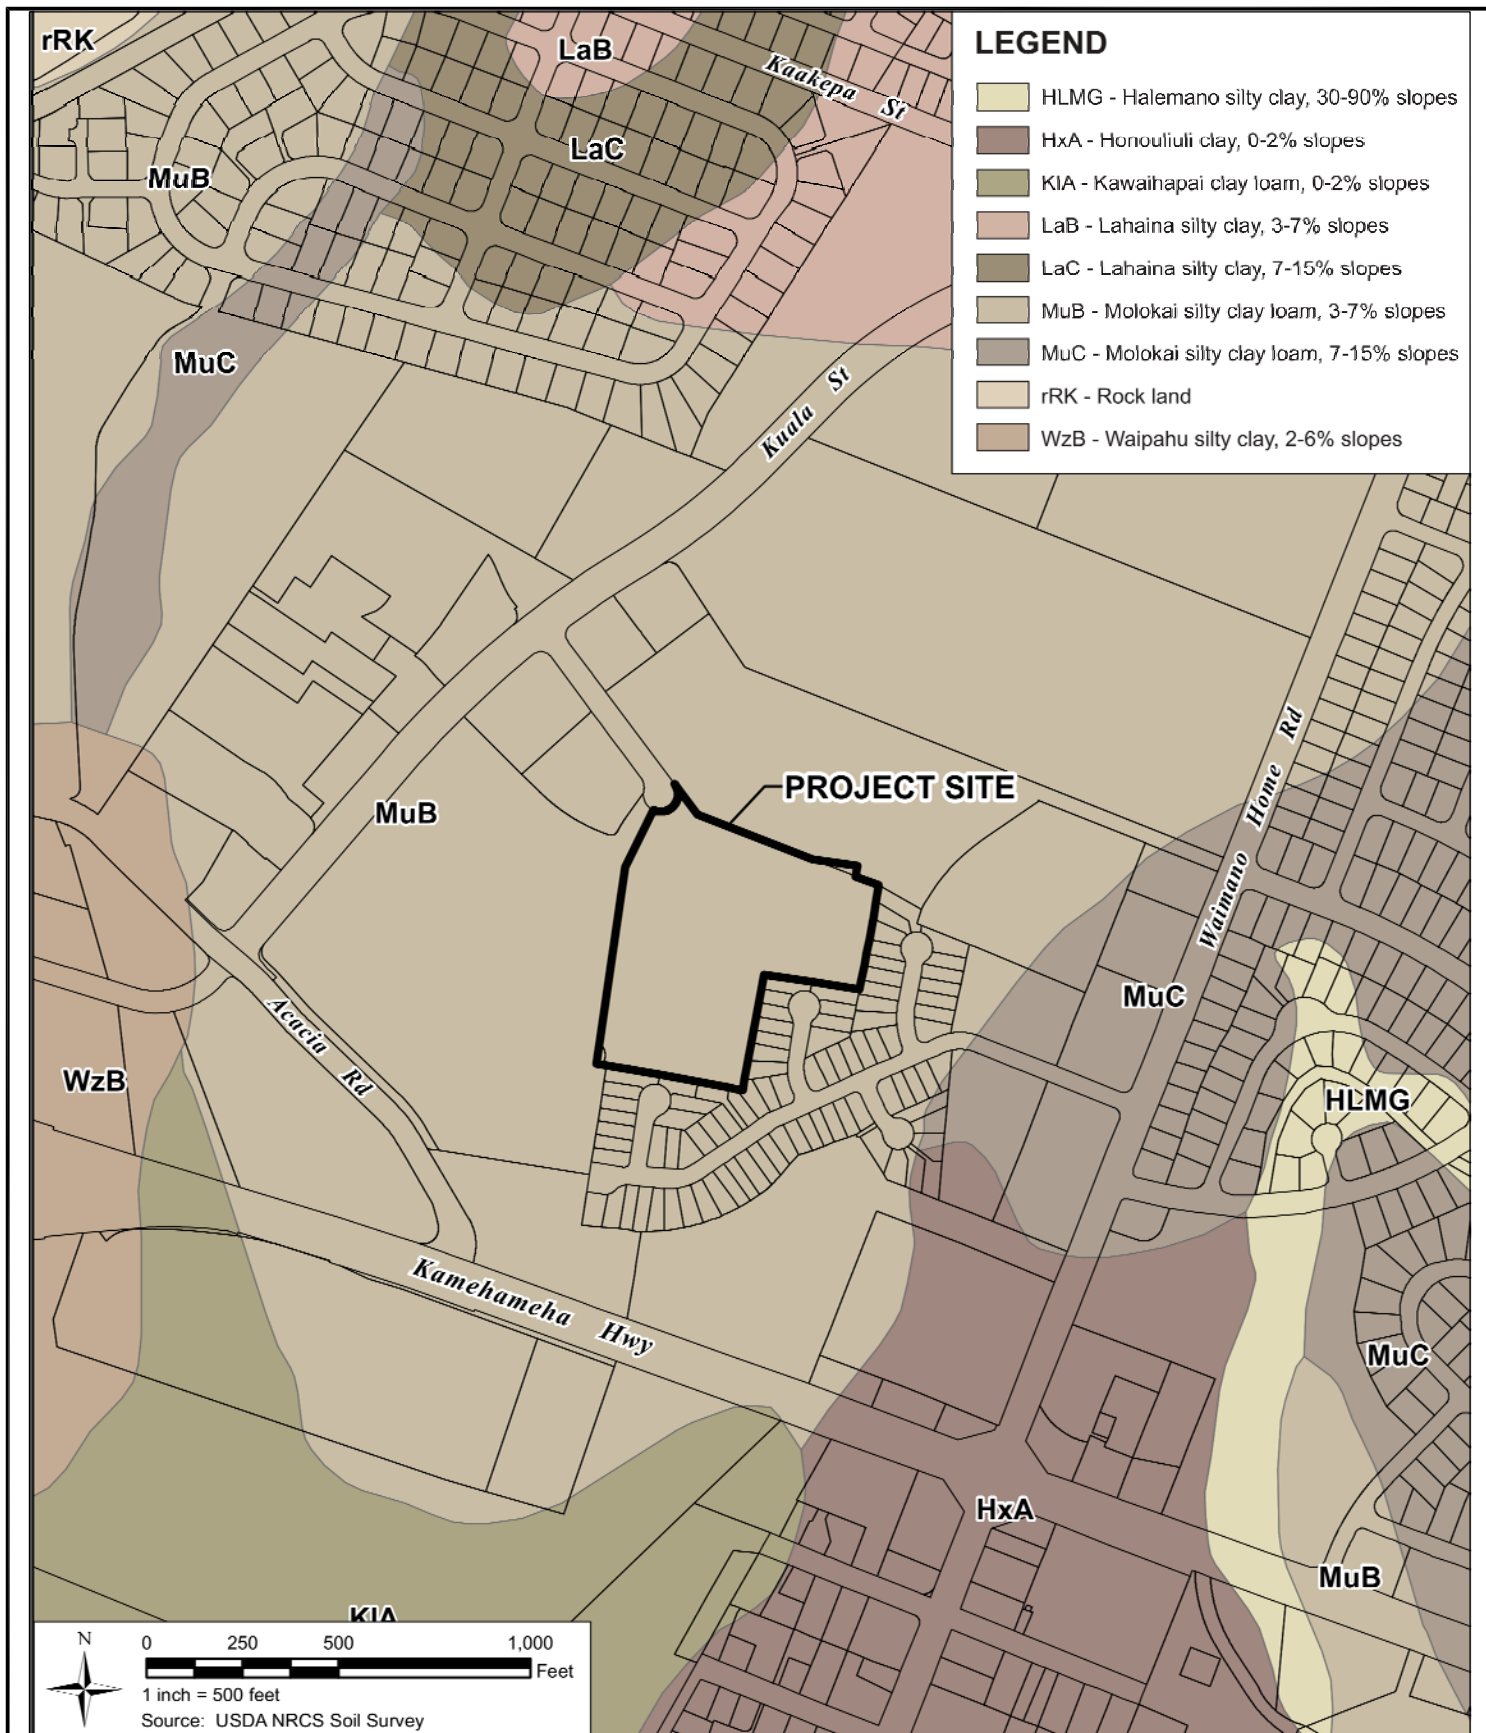 rRK
LaB
Kaakepa St
LaC
MuB
MuC
Kuala St
LEGEND
HLMG - Halemano silty clay, 30-90% slopes
HxA - Honouliuli clay, 0-2% slopes
KlA - Kawaihapai clay loam, 0-2% slopes
LaB - Lahaina silty clay, 3-7% slopes
LaC - Lahaina silty clay, 7-15% slopes
MuB - Molokai silty clay loam, 3-7% slopes
MuC - Molokai silty clay loam, 7-15% slopes
rRK - Rock land
WzB - Waipahu silty clay, 2-6% slopes
Waimano Home Rd
PROJECT SITE
MuB
MuC
Acacia Rd
WzB
HLMG
Kamehameha Hwy
MuC
HxA
MuB
KlA
N
0 250 500 1,000
Feet
1 inch = 500 feet
Source: USDA NRCS Soil Survey